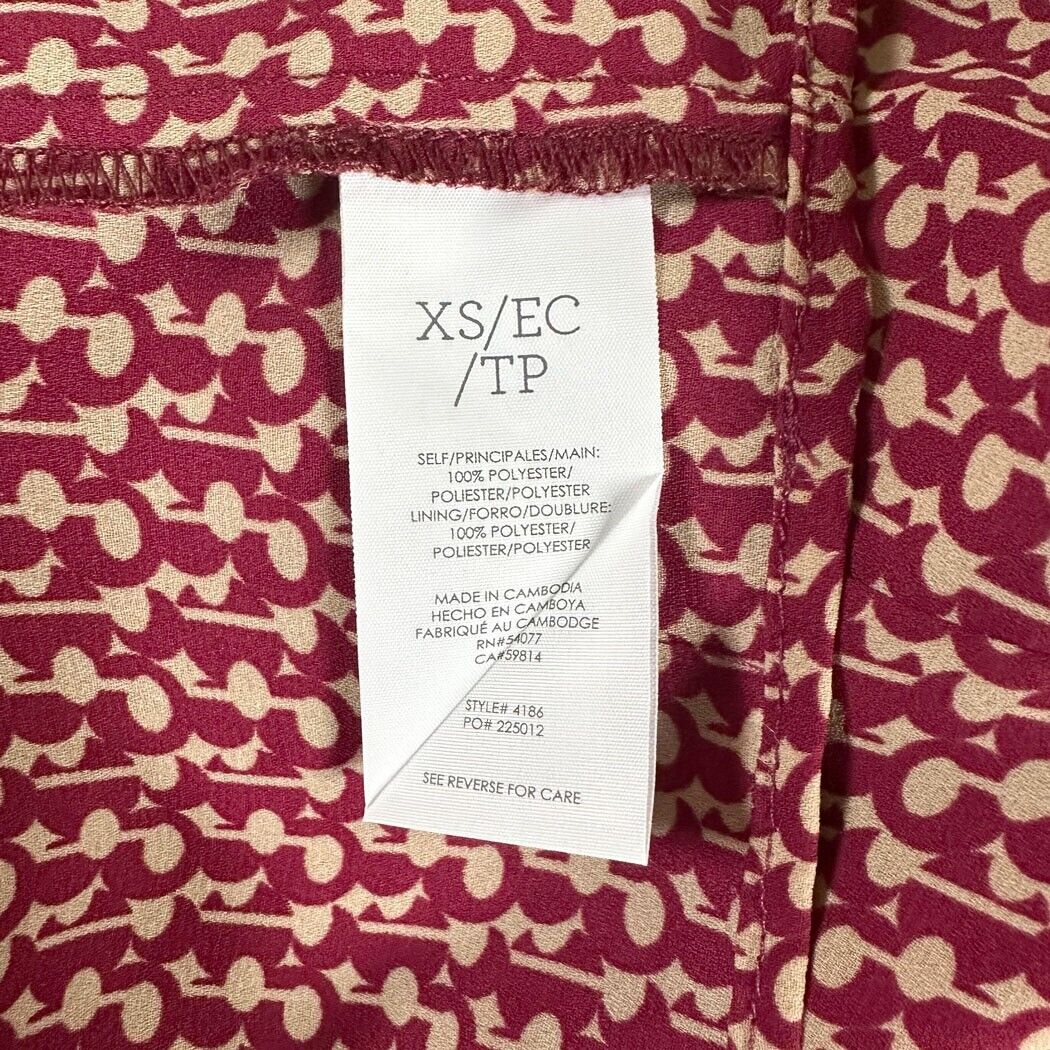 XS/EC
/TP
SELF/PRINCIPALES/MAIN:
100% POLYESTER/
POLIESTER/POLYESTER
LINING/FORRO/DOUBLURE:
100% POLYESTER/
POLIESTER/POLYESTER
MADE IN CAMBODIA
HECHO EN CAMBOYA
FABRIQUÉ AU CAMBODGE
RN#54077
CA#59814
STYLE# 4186
PO# 225012
SEE REVERSE FOR CARE